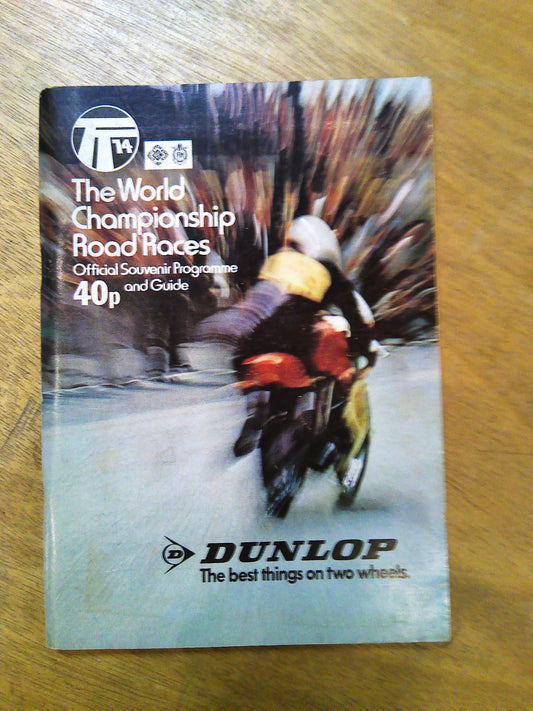 TT 74
The World
Championship
Road Races
Official Souvenir Programme
40p and Guide
D DUNLOP
The best things on two wheels.